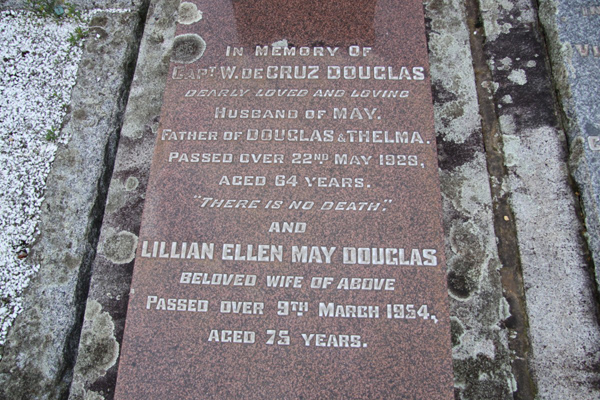 IN MEMORY OF
CAPT. W. DE CRUZ DOUGLAS
DEARLY LOVED AND LOVING
HUSBAND OF MAY.
FATHER OF DOUGLAS & THELMA.
PASSED OVER 22ND MAY 1929,
AGED 64 YEARS.
"THERE IS NO DEATH."
AND
LILLIAN ELLEN MAY DOUGLAS
BELOVED WIFE OF ABOVE
PASSED OVER 9TH MARCH 1954,
AGED 75 YEARS.